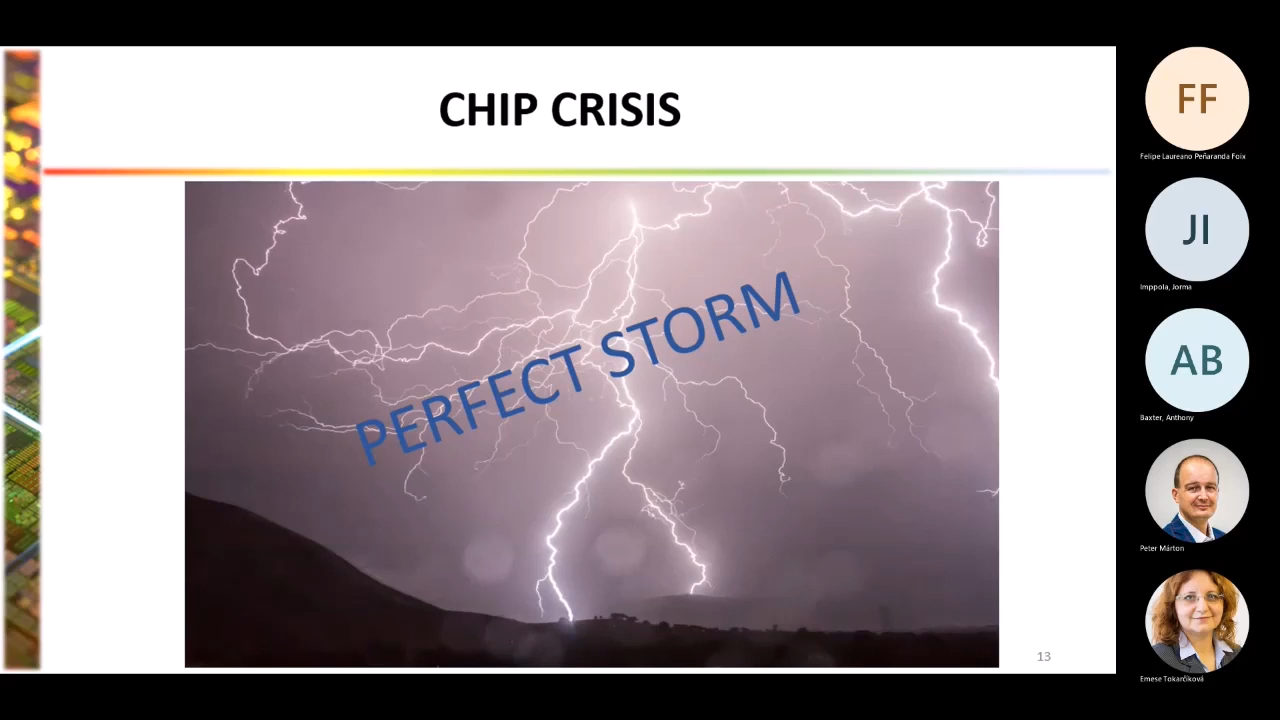 CHIP CRISIS
PERFECT STORM
13
FF
Felipe Laureano Peñaranda Foix
JI
Imppola, Jorma
AB
Baxter, Anthony
Peter Márton
Emese Tokarčíková